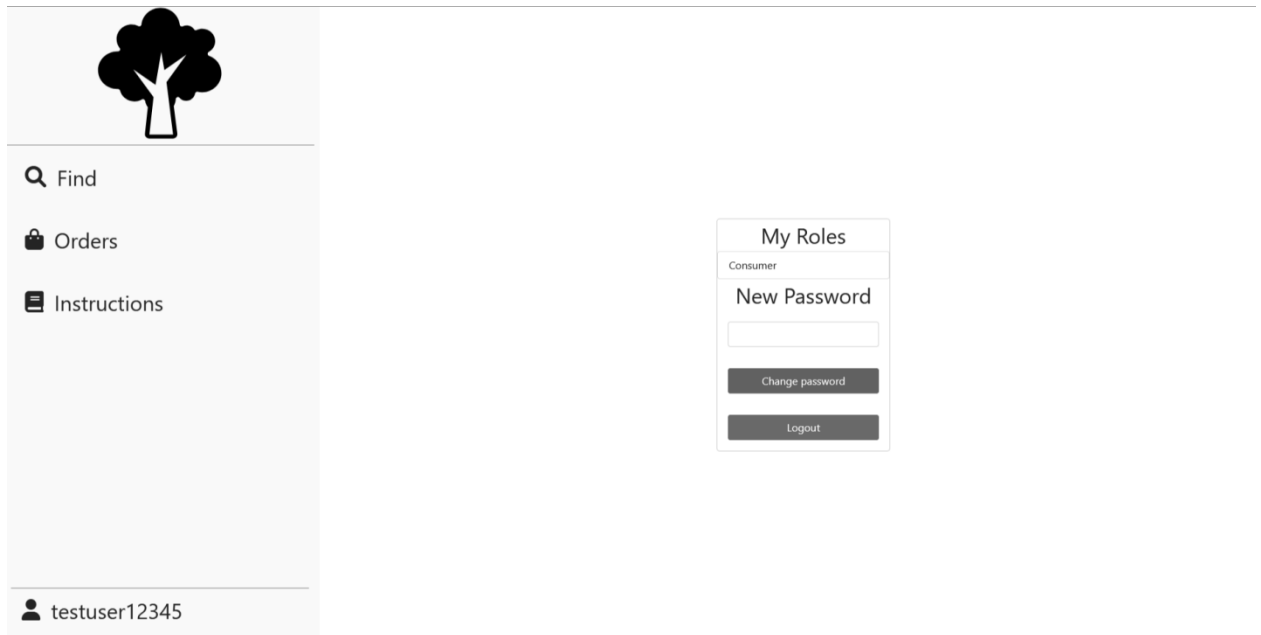 Find
Orders
Instructions
testuser12345
My Roles
Consumer
New Password
Change password
Logout